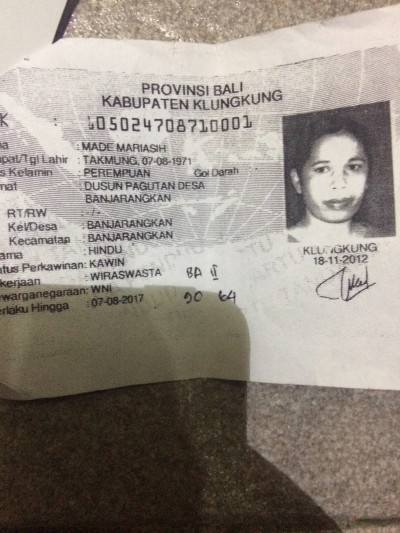 PROVINSI BALI
KABUPATEN KLUNGKUNG
K : 05024708710001
a : MADE MARIASIH
pat/Tgl Lahir : TAKMUNG, 07-08-1971
s Kelamin : PEREMPUAN Gol Darah
mat : DUSUN PAGUTAN DESA
BANJARANGKAN
RT/RW : -/-
Kel/Desa : BANJARANGKAN
Kecamatan : BANJARANGKAN
ama : HINDU
atus Perkawinan: KAWIN
kerjaan : WIRASWASTA BA II
ewarganegaraan: WNI
erlaku Hingga : 07-08-2017 90 64
KLUNGKUNG
18-11-2012